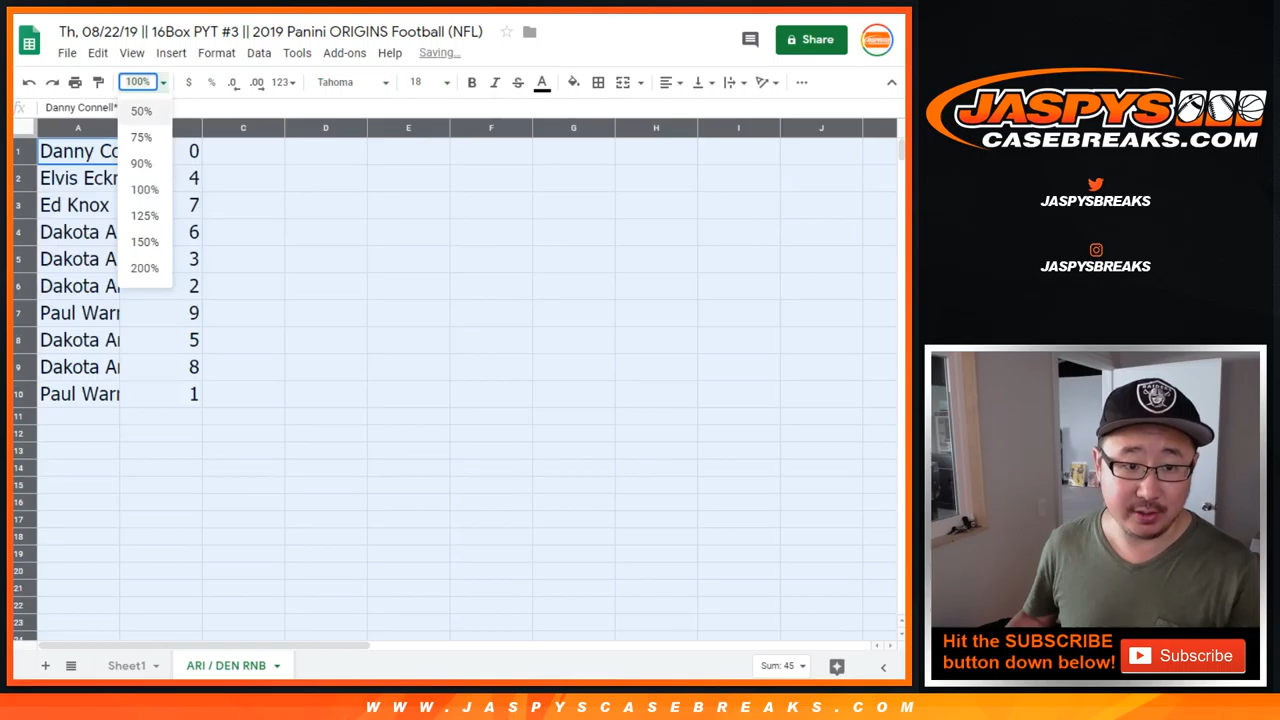 Th, 08/22/19 || 16Box PYT #3 || 2019 Panini ORIGINS Football (NFL)
File Edit View Insert Format Data Tools Add-ons Help Saving…
Share
100% $ % .0 .00 123 Tahoma 18 B I S A
fx Danny Connell*
50%
75%
90%
100%
125%
150%
200%
A C D E F G H I J
1 Danny Co 0
2 Elvis Eckr 4
3 Ed Knox 7
4 Dakota A 6
5 Dakota A 3
6 Dakota A 2
7 Paul Warr 9
8 Dakota A 5
9 Dakota A 8
10 Paul Warr 1
11
12
13
14
15
16
17
18
19
20
21
22
23
Sheet1 ARI / DEN RNB Sum: 45
JASPYS
CASEBREAKS.COM
JASPYSBREAKS
JASPYSBREAKS
RAIDERS
Hit the SUBSCRIBE
button down below!
Subscribe
WWW.JASPYSCASEBREAKS.COM